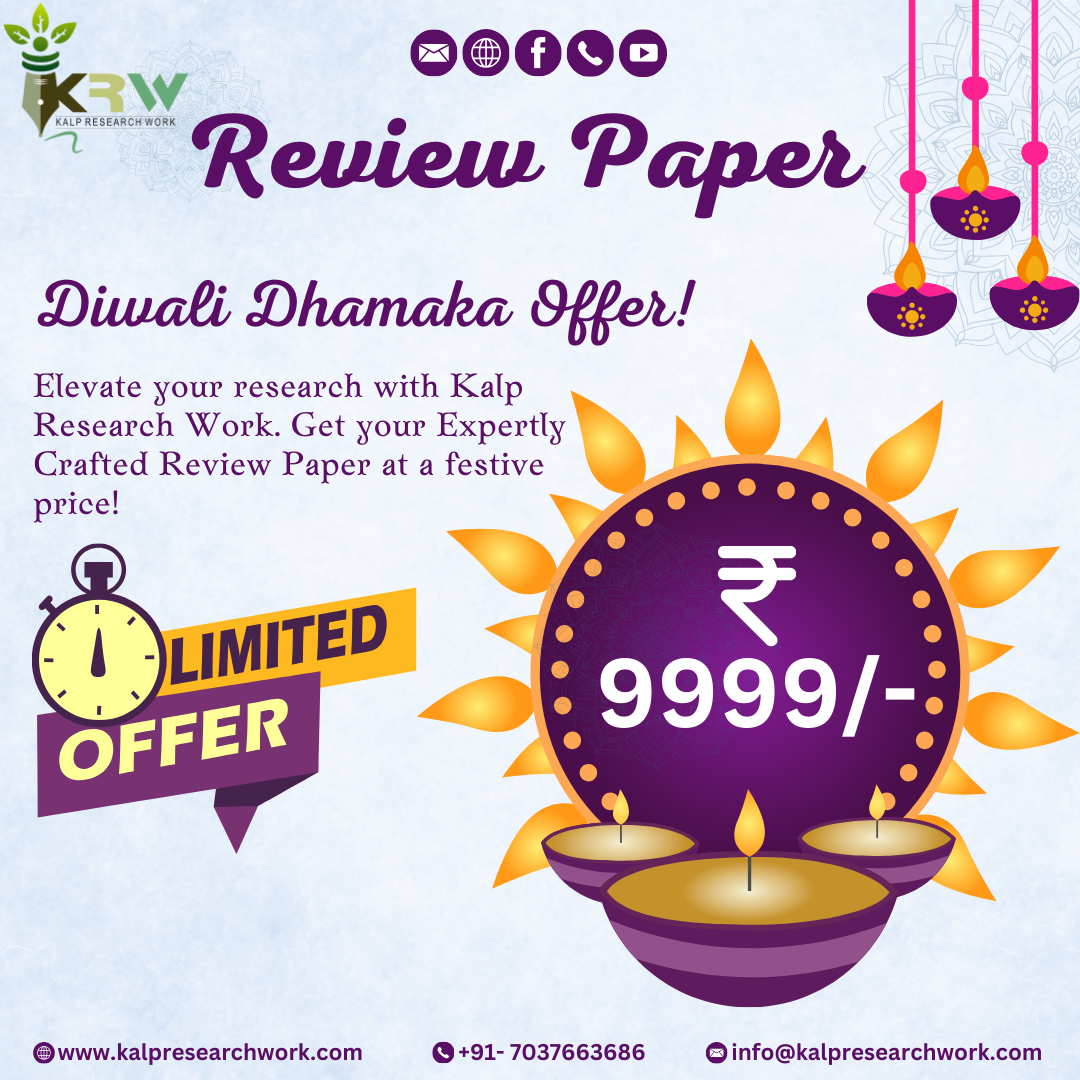 KRW
KALP RESEARCH WORK
Review Paper
Diwali Dhamaka Offer!
Elevate your research with Kalp
Research Work. Get your Expertly
Crafted Review Paper at a festive
price!
LIMITED
OFFER
₹
9999/-
www.kalpresearchwork.com
+91- 7037663686
info@kalpresearchwork.com